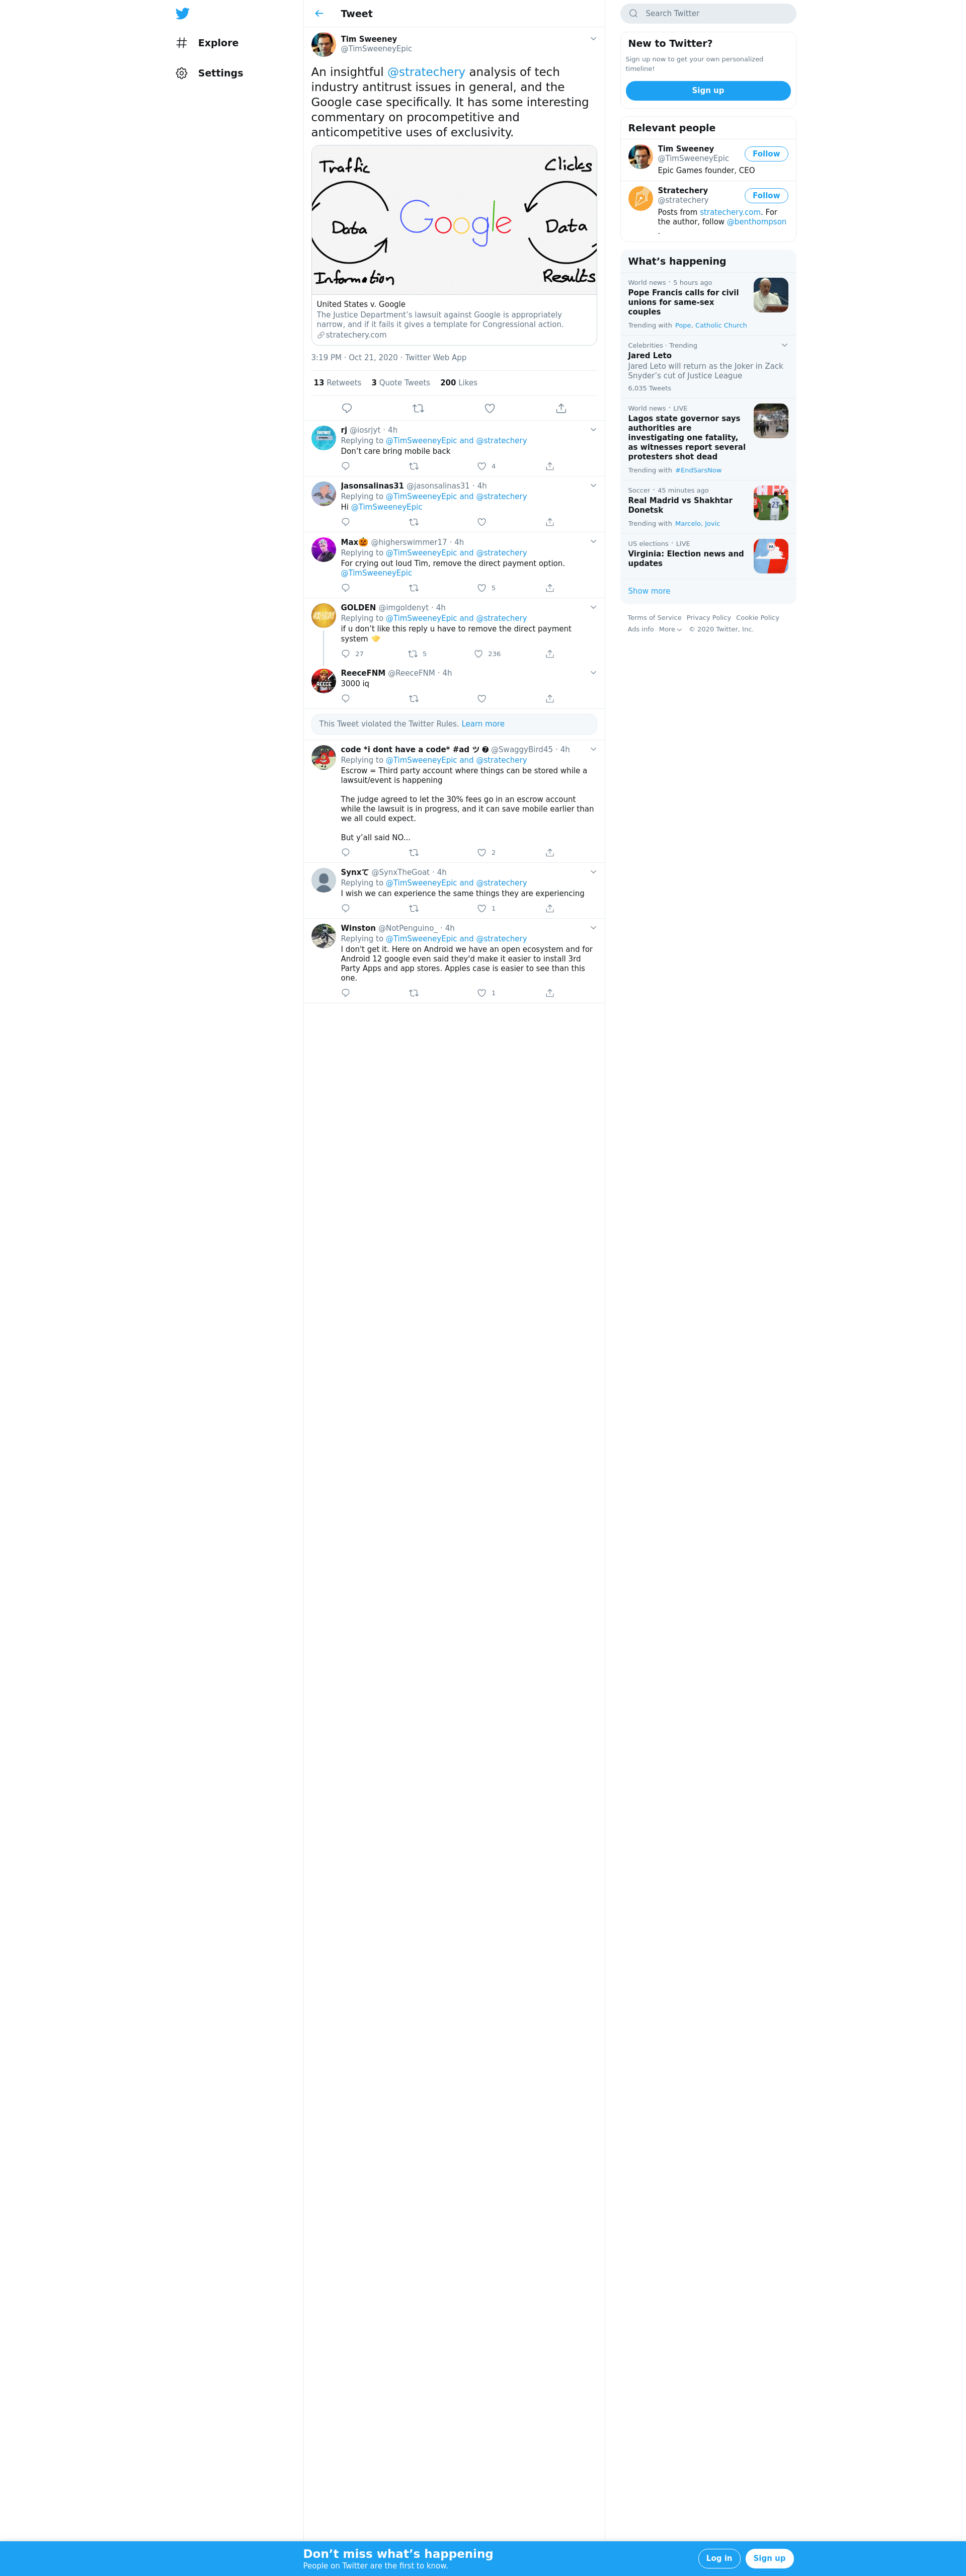 Explore
Settings
Tweet
Tim Sweeney
@TimSweeneyEpic
An insightful @stratechery analysis of tech
industry antitrust issues in general, and the
Google case specifically. It has some interesting
commentary on procompetitive and
anticompetitive uses of exclusivity.
Traffic
Clicks
Data
Google
Data
Information
Results
United States v. Google
The Justice Department's lawsuit against Google is appropriately
narrow, and if it fails it gives a template for Congressional action.
stratechery.com
3:19 PM · Oct 21, 2020 · Twitter Web App
13 Retweets 3 Quote Tweets 200 Likes
rj @iosrjyt · 4h
Replying to @TimSweeneyEpic and @stratechery
Don’t care bring mobile back
4
Jasonsalinas31 @jasonsalinas31 · 4h
Replying to @TimSweeneyEpic and @stratechery
Hi @TimSweeneyEpic
Max🎃 @higherswimmer17 · 4h
Replying to @TimSweeneyEpic and @stratechery
For crying out loud Tim, remove the direct payment option.
@TimSweeneyEpic
5
GOLDEN @imgoldenyt · 4h
Replying to @TimSweeneyEpic and @stratechery
if u don’t like this reply u have to remove the direct payment
system
27 5 236
ReeceFNM @ReeceFNM · 4h
3000 iq
This Tweet violated the Twitter Rules. Learn more
code *i dont have a code* #ad ツ ❷ @SwaggyBird45 · 4h
Replying to @TimSweeneyEpic and @stratechery
Escrow = Third party account where things can be stored while a
lawsuit/event is happening
The judge agreed to let the 30% fees go in an escrow account
while the lawsuit is in progress, and it can save mobile earlier than
we all could expect.
But y’all said NO...
2
Synxて @SynxTheGoat · 4h
Replying to @TimSweeneyEpic and @stratechery
I wish we can experience the same things they are experiencing
1
Winston @NotPenguino_ · 4h
Replying to @TimSweeneyEpic and @stratechery
I don't get it. Here on Android we have an open ecosystem and for
Android 12 google even said they'd make it easier to install 3rd
Party Apps and app stores. Apples case is easier to see than this
one.
1
Search Twitter
New to Twitter?
Sign up now to get your own personalized
timeline!
Sign up
Relevant people
Tim Sweeney
@TimSweeneyEpic
Follow
Epic Games founder, CEO
Stratechery
@stratechery
Follow
Posts from stratechery.com. For
the author, follow @benthompson
.
What’s happening
World news · 5 hours ago
Pope Francis calls for civil
unions for same-sex
couples
Trending with Pope, Catholic Church
Celebrities · Trending
Jared Leto
Jared Leto will return as the Joker in Zack
Snyder’s cut of Justice League
6,035 Tweets
World news · LIVE
Lagos state governor says
authorities are
investigating one fatality,
as witnesses report several
protesters shot dead
Trending with #EndSarsNow
Soccer · 45 minutes ago
Real Madrid vs Shakhtar
Donetsk
Trending with Marcelo, Jovic
US elections · LIVE
Virginia: Election news and
updates
Show more
Terms of Service Privacy Policy Cookie Policy
Ads info More © 2020 Twitter, Inc.
Don’t miss what’s happening
People on Twitter are the first to know.
Log in
Sign up